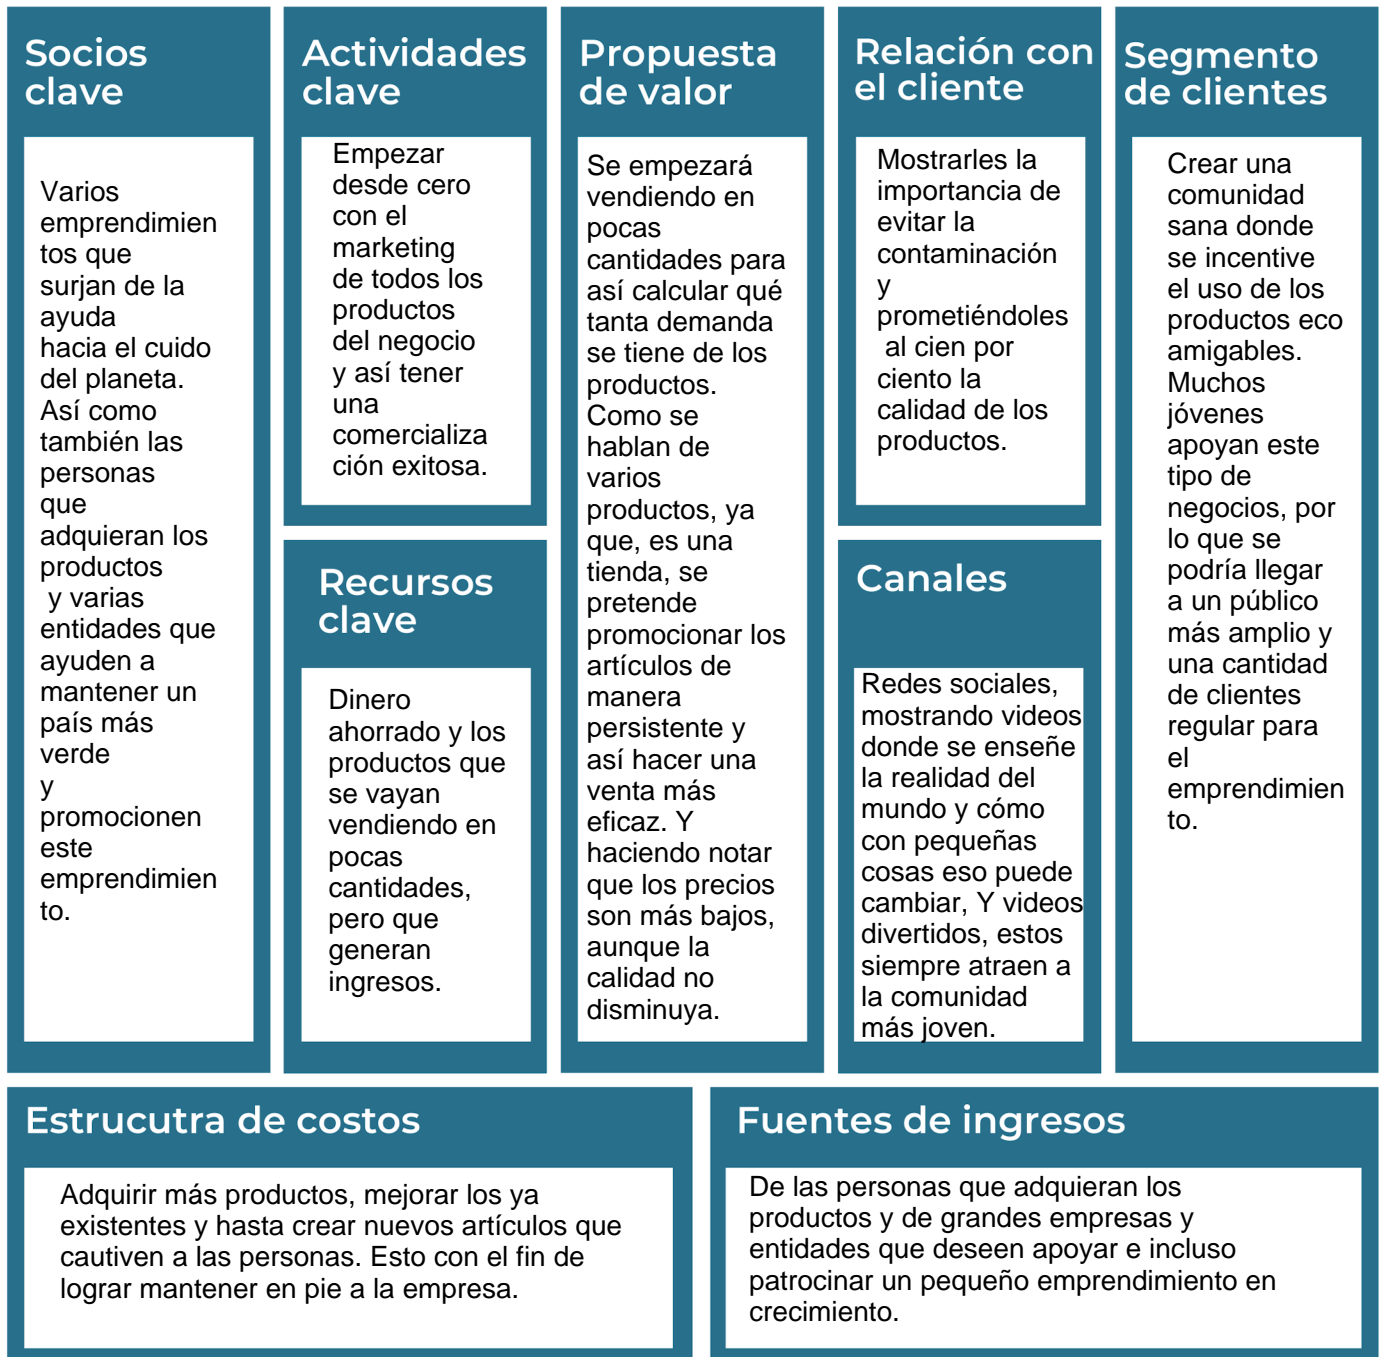 Socios
clave
Varios
emprendimien
tos que
surjan de la
ayuda
hacia el cuido
del planeta.
Así como
también las
personas
que
adquieran los
productos
y varias
entidades que
ayuden a
mantener un
país más
verde
y
promocionen
este
emprendimien
to.
Actividades
clave
Empezar
desde cero
con el
marketing
de todos los
productos
del negocio
y así tener
una
comercializa
ción exitosa.
Recursos
clave
Dinero
ahorrado y los
productos que
se vayan
vendiendo en
pocas
cantidades,
pero que
generan
ingresos.
Propuesta
de valor
Se empezará
vendiendo en
pocas
cantidades para
así calcular qué
tanta demanda
se tiene de los
productos.
Como se
hablan de
varios
productos, ya
que, es una
tienda, se
pretende
promocionar los
artículos de
manera
persistente y
así hacer una
venta más
eficaz. Y
haciendo notar
que los precios
son más bajos,
aunque la
calidad no
disminuya.
Relación con
el cliente
Mostrarles la
importancia de
evitar la
contaminación
y
prometiéndoles
al cien por
ciento la
calidad de los
productos.
Canales
Redes sociales,
mostrando videos
donde se enseñe
la realidad del
mundo y cómo
con pequeñas
cosas eso puede
cambiar, Y videos
divertidos, estos
siempre atraen a
la comunidad
más joven.
Segmento
de clientes
Crear una
comunidad
sana donde
se incentive
el uso de los
productos eco
amigables.
Muchos
jóvenes
apoyan este
tipo de
negocios, por
lo que se
podría llegar
a un público
más amplio y
una cantidad
de clientes
regular para
el
emprendimien
to.
Estrucutra de costos
Adquirir más productos, mejorar los ya
existentes y hasta crear nuevos artículos que
cautiven a las personas. Esto con el fin de
lograr mantener en pie a la empresa.
Fuentes de ingresos
De las personas que adquieran los
productos y de grandes empresas y
entidades que deseen apoyar e incluso
patrocinar un pequeño emprendimiento en
crecimiento.